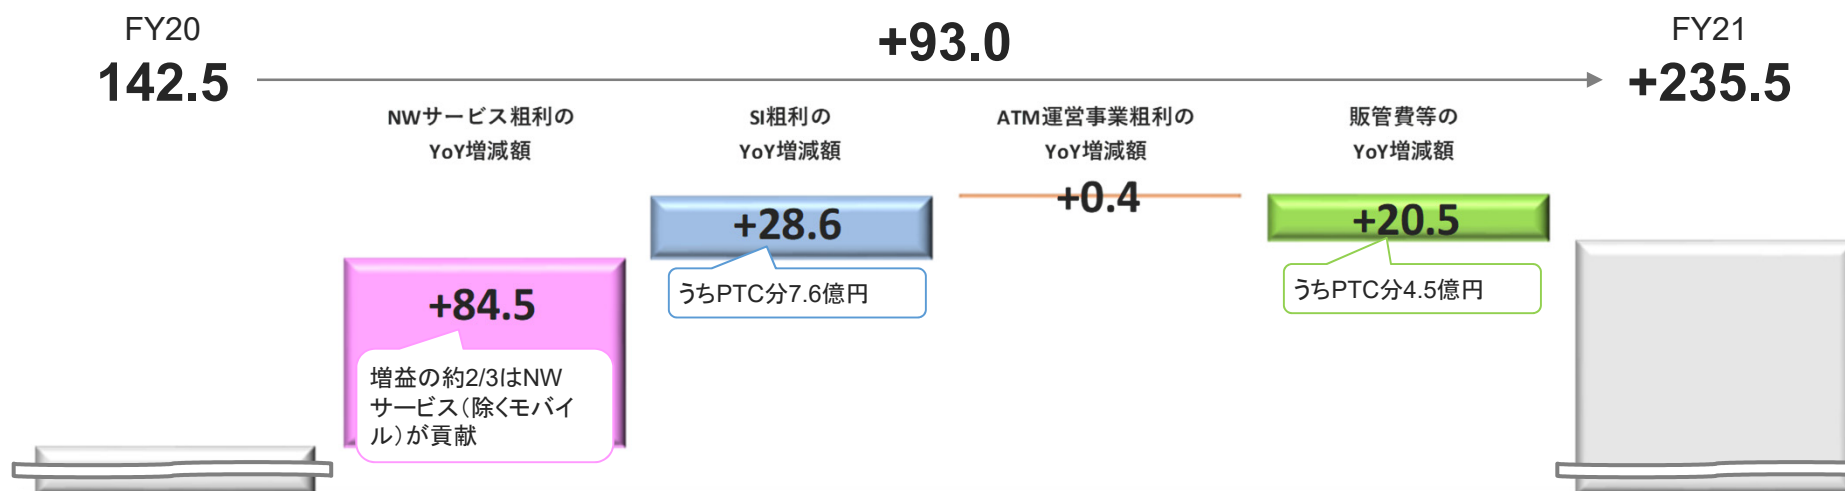 FY20
142.5
+93.0
FY21
+235.5
NWサービス粗利の
YoY増減額
SI粗利の
YoY増減額
ATM運営事業粗利の
YoY増減額
販管費等の
YoY増減額
+84.5
増益の約2/3はNW
サービス（除くモバイ
ル）が貢献
+28.6
うちPTC分7.6億円
+0.4
+20.5
うちPTC分4.5億円